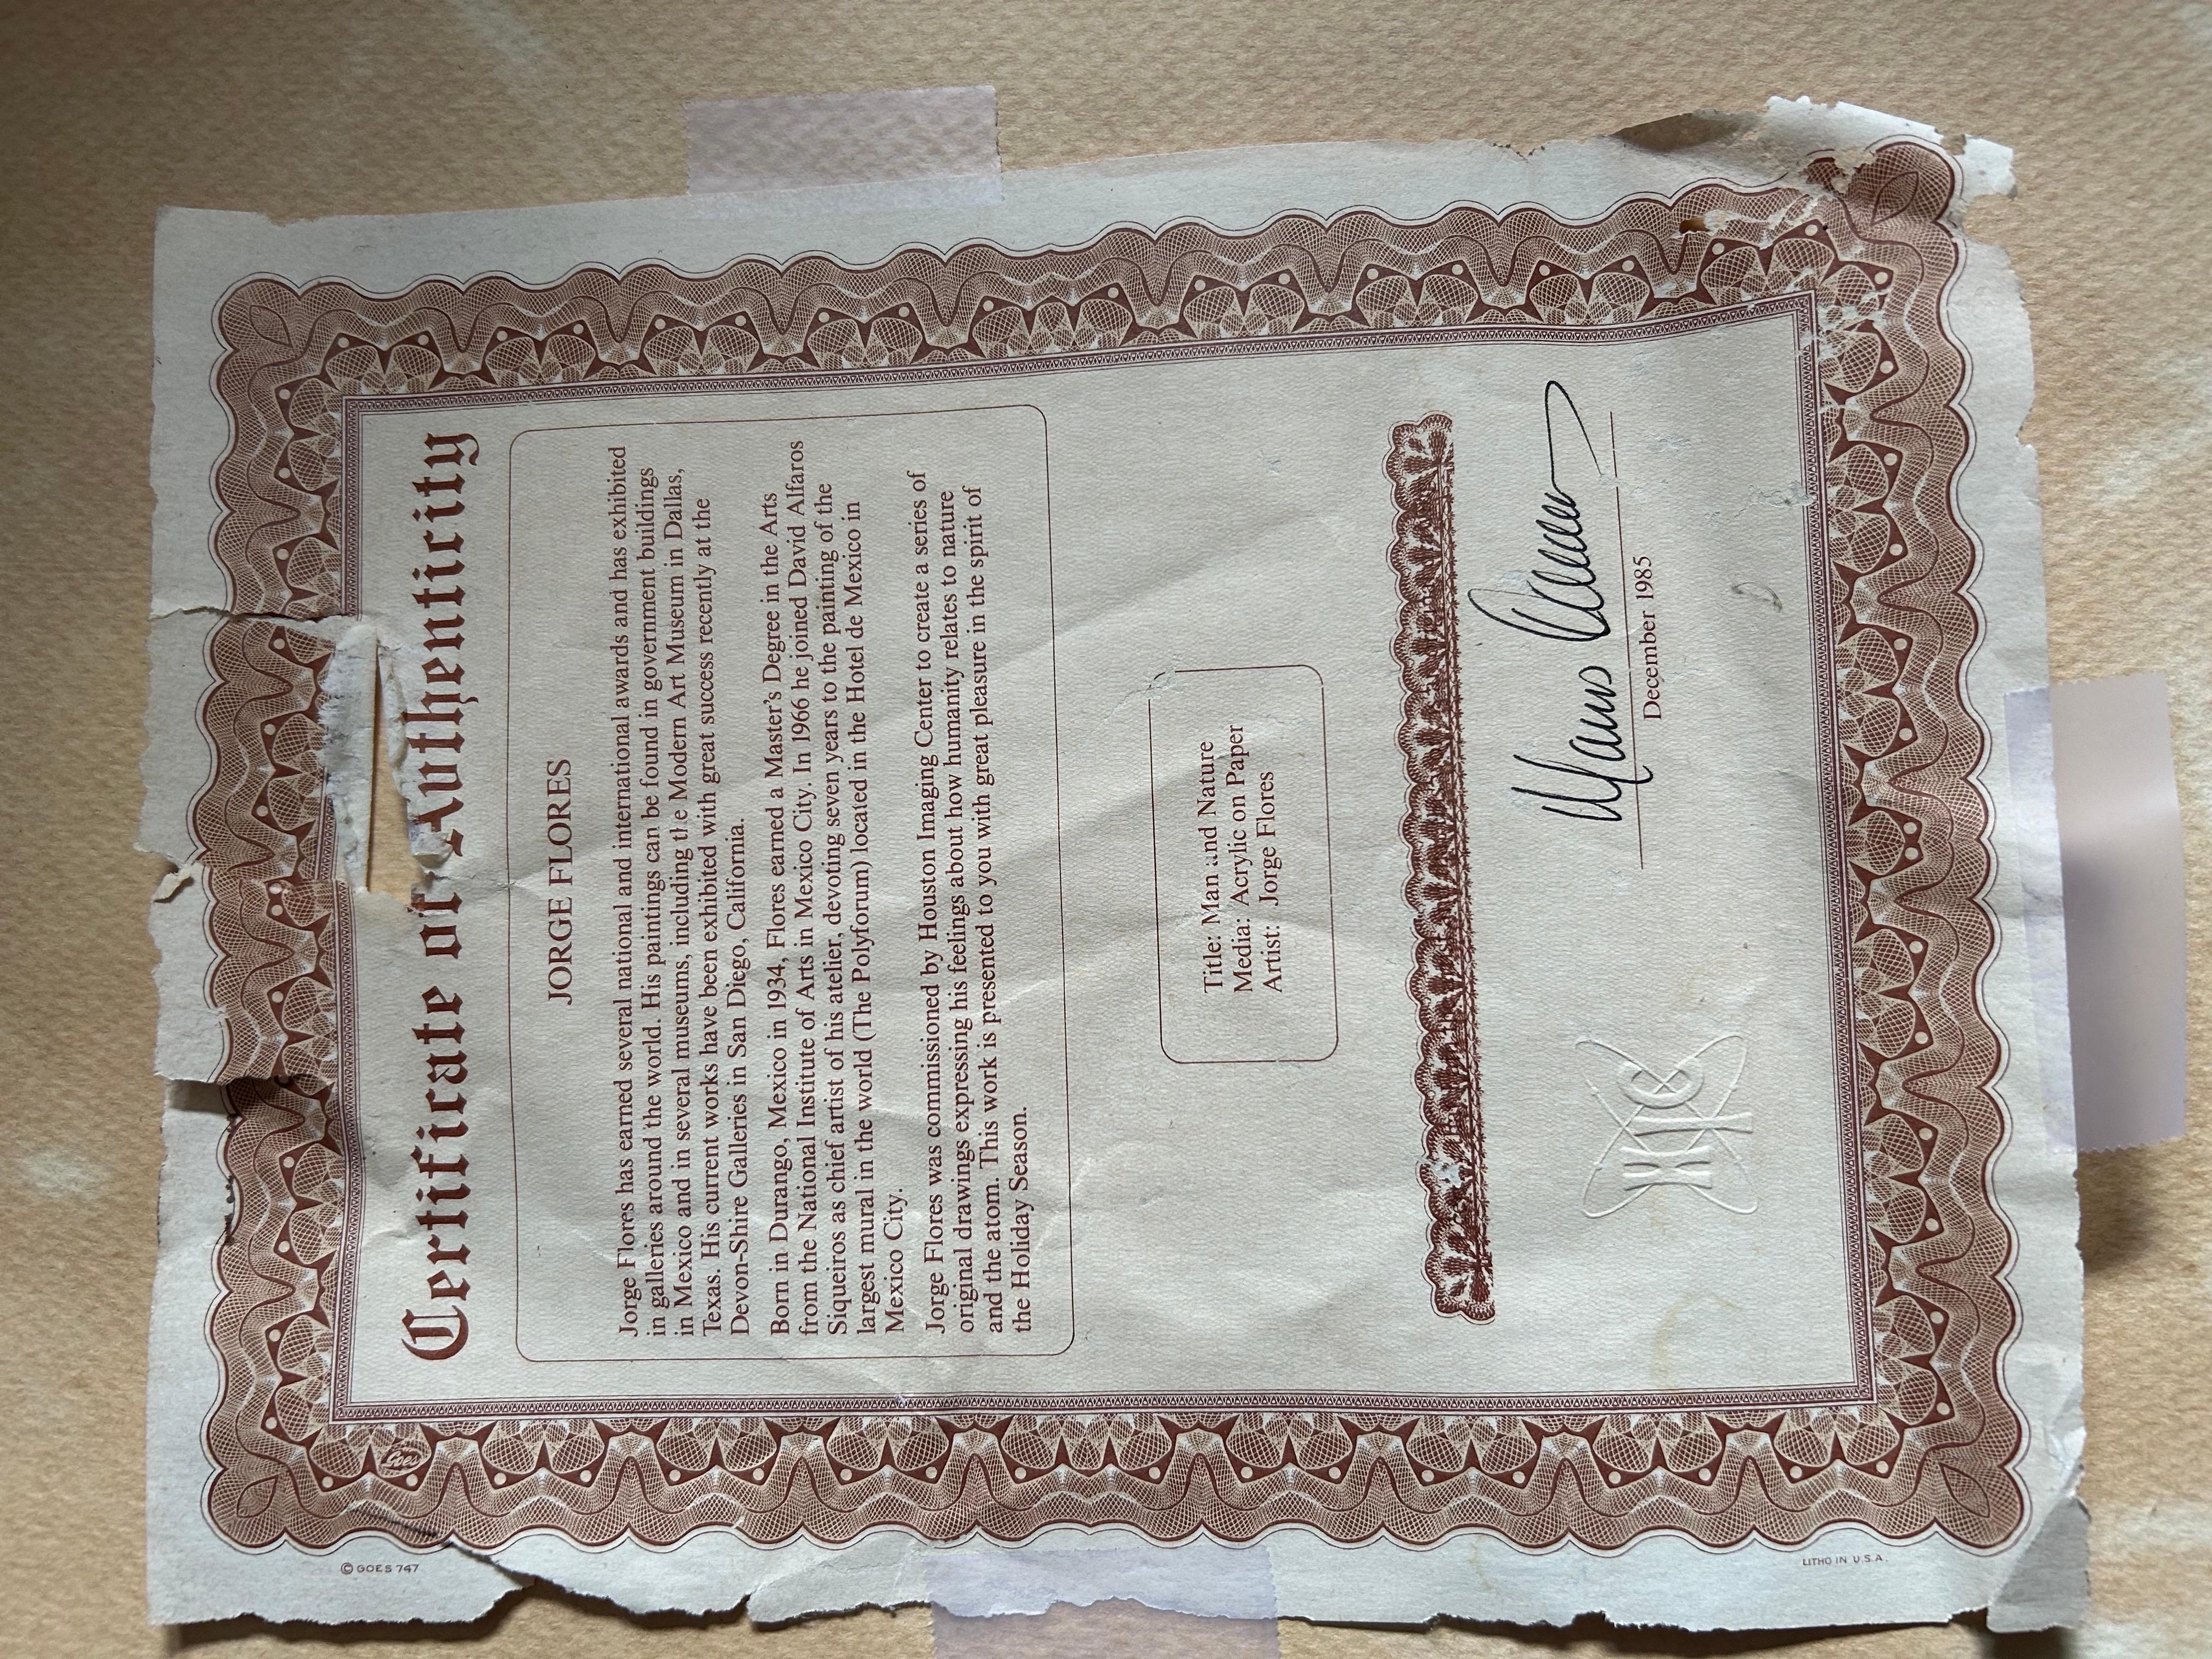 Certificate of Authenticity
JORGE FLORES
Jorge Flores has earned several national and international awards and has exhibited
in galleries around the world. His paintings can be found in government buildings
in Mexico and in several museums, including the Modern Art Museum in Dallas,
Texas. His current works have been exhibited with great success recently at the
Devon-Shire Galleries in San Diego, California.
Born in Durango, Mexico in 1934, Flores earned a Master's Degree in the Arts
from the National Institute of Arts in Mexico City. In 1966 he joined David Alfaros
Siqueiros as chief artist of his atelier, devoting seven years to the painting of the
largest mural in the world (The Polyforum) located in the Hotel de Mexico in
Mexico City.
Jorge Flores was commissioned by Houston Imaging Center to create a series of
original drawings expressing his feelings about how humanity relates to nature
and the atom. This work is presented to you with great pleasure in the spirit of
the Holiday Season.
Title: Man and Nature
Media: Acrylic on Paper
Artist: Jorge Flores
December 1985
HIC
Goes
© GOES 747
LITHO IN U.S.A.